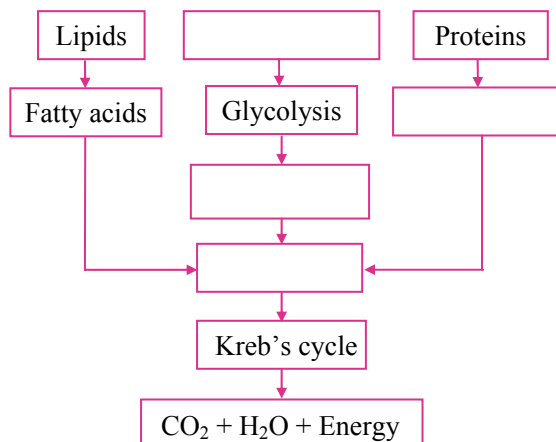 Lipids
Proteins
Fatty acids
Glycolysis
Kreb’s cycle
CO₂ + H₂O + Energy